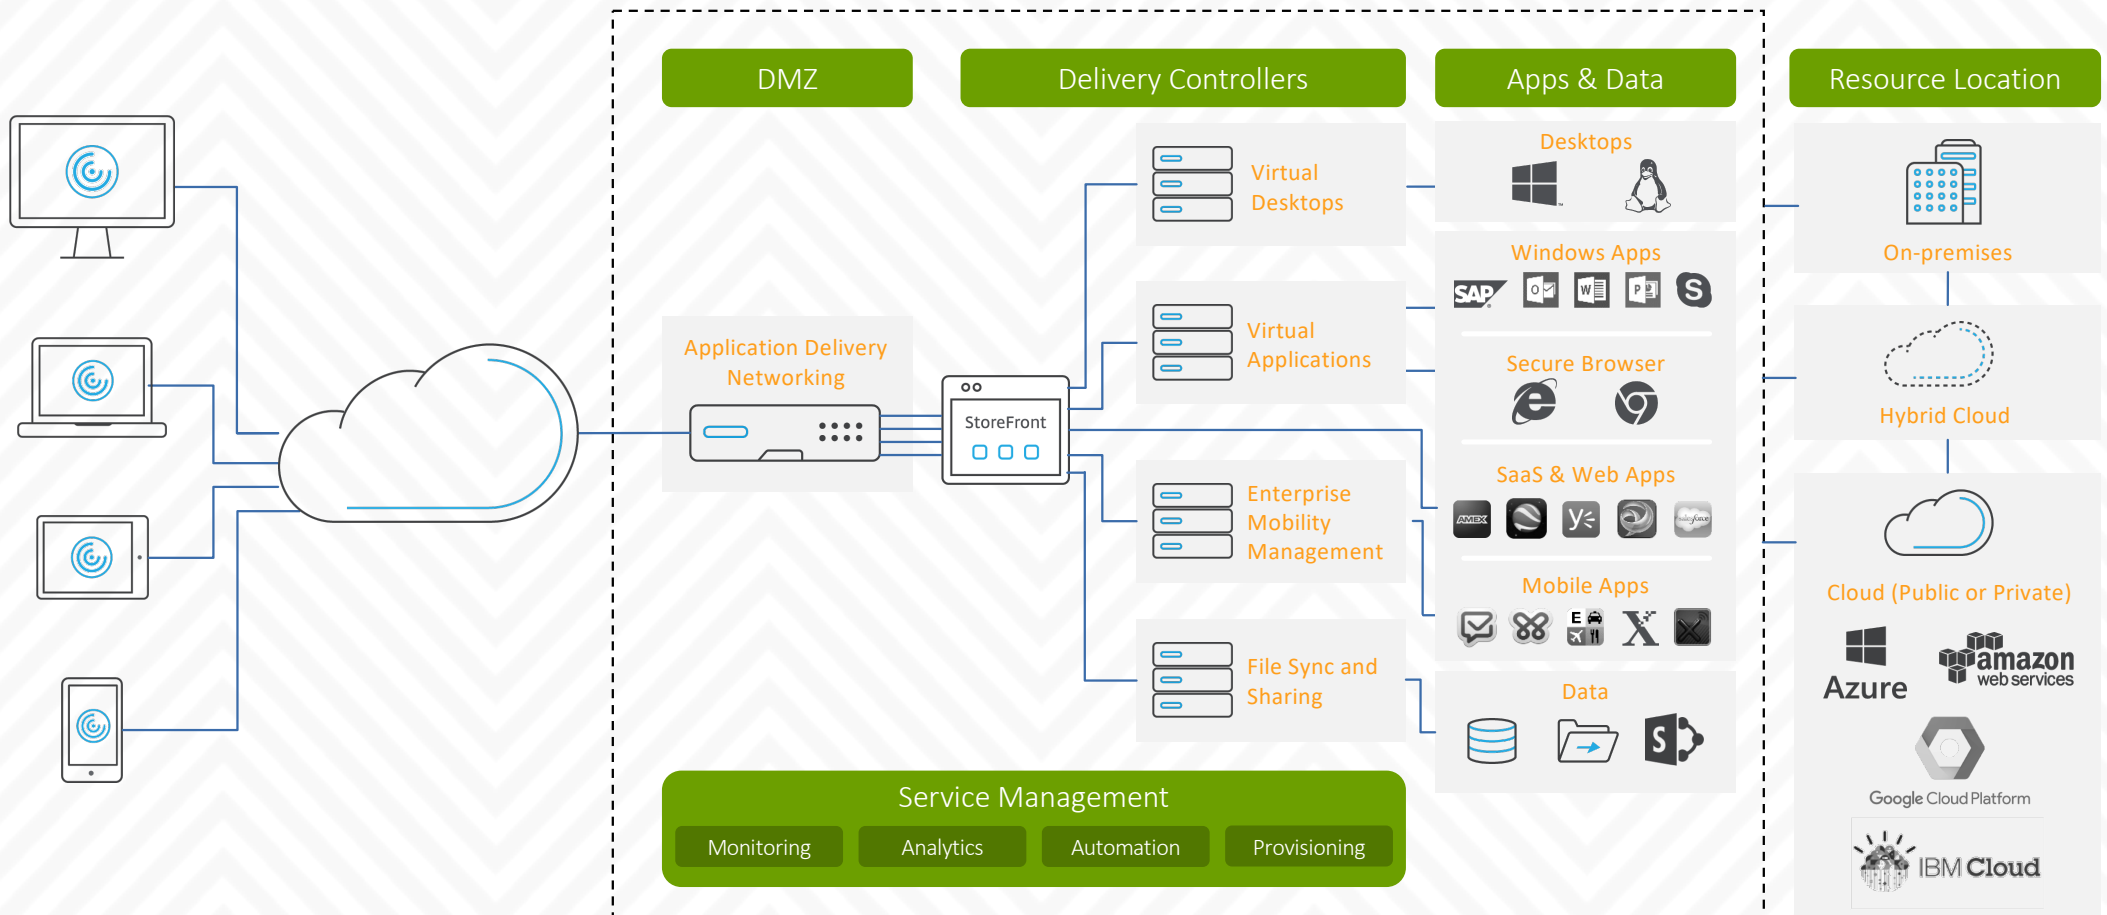 DMZ
Delivery Controllers
Apps & Data
Resource Location
Application Delivery
Networking
StoreFront
Virtual
Desktops
Virtual
Applications
Enterprise
Mobility
Management
File Sync and
Sharing
Desktops
Windows Apps
SAP
O
W
P
S
Secure Browser
SaaS & Web Apps
AMEX
salesforce
Mobile Apps
E
X
Data
S
On-premises
Hybrid Cloud
Cloud (Public or Private)
Azure
amazon
web services
Google Cloud Platform
IBM Cloud
Service Management
Monitoring
Analytics
Automation
Provisioning